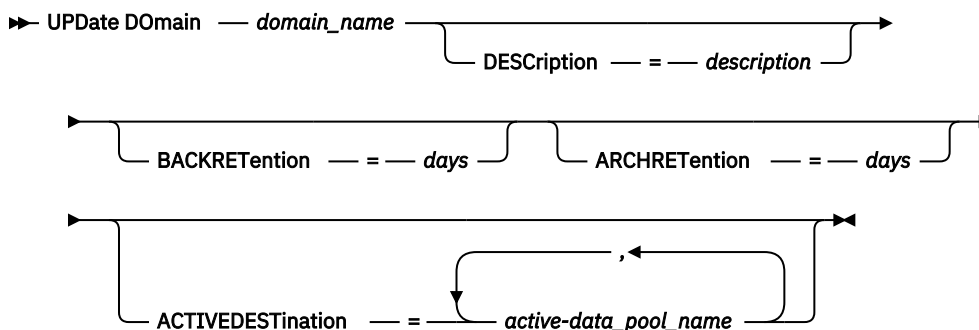 UPDate DOmain — domain_name
DESCription — = — description
BACKRETention — = — days ARCHRETention — = — days
,
ACTIVEDESTination — = — active-data_pool_name